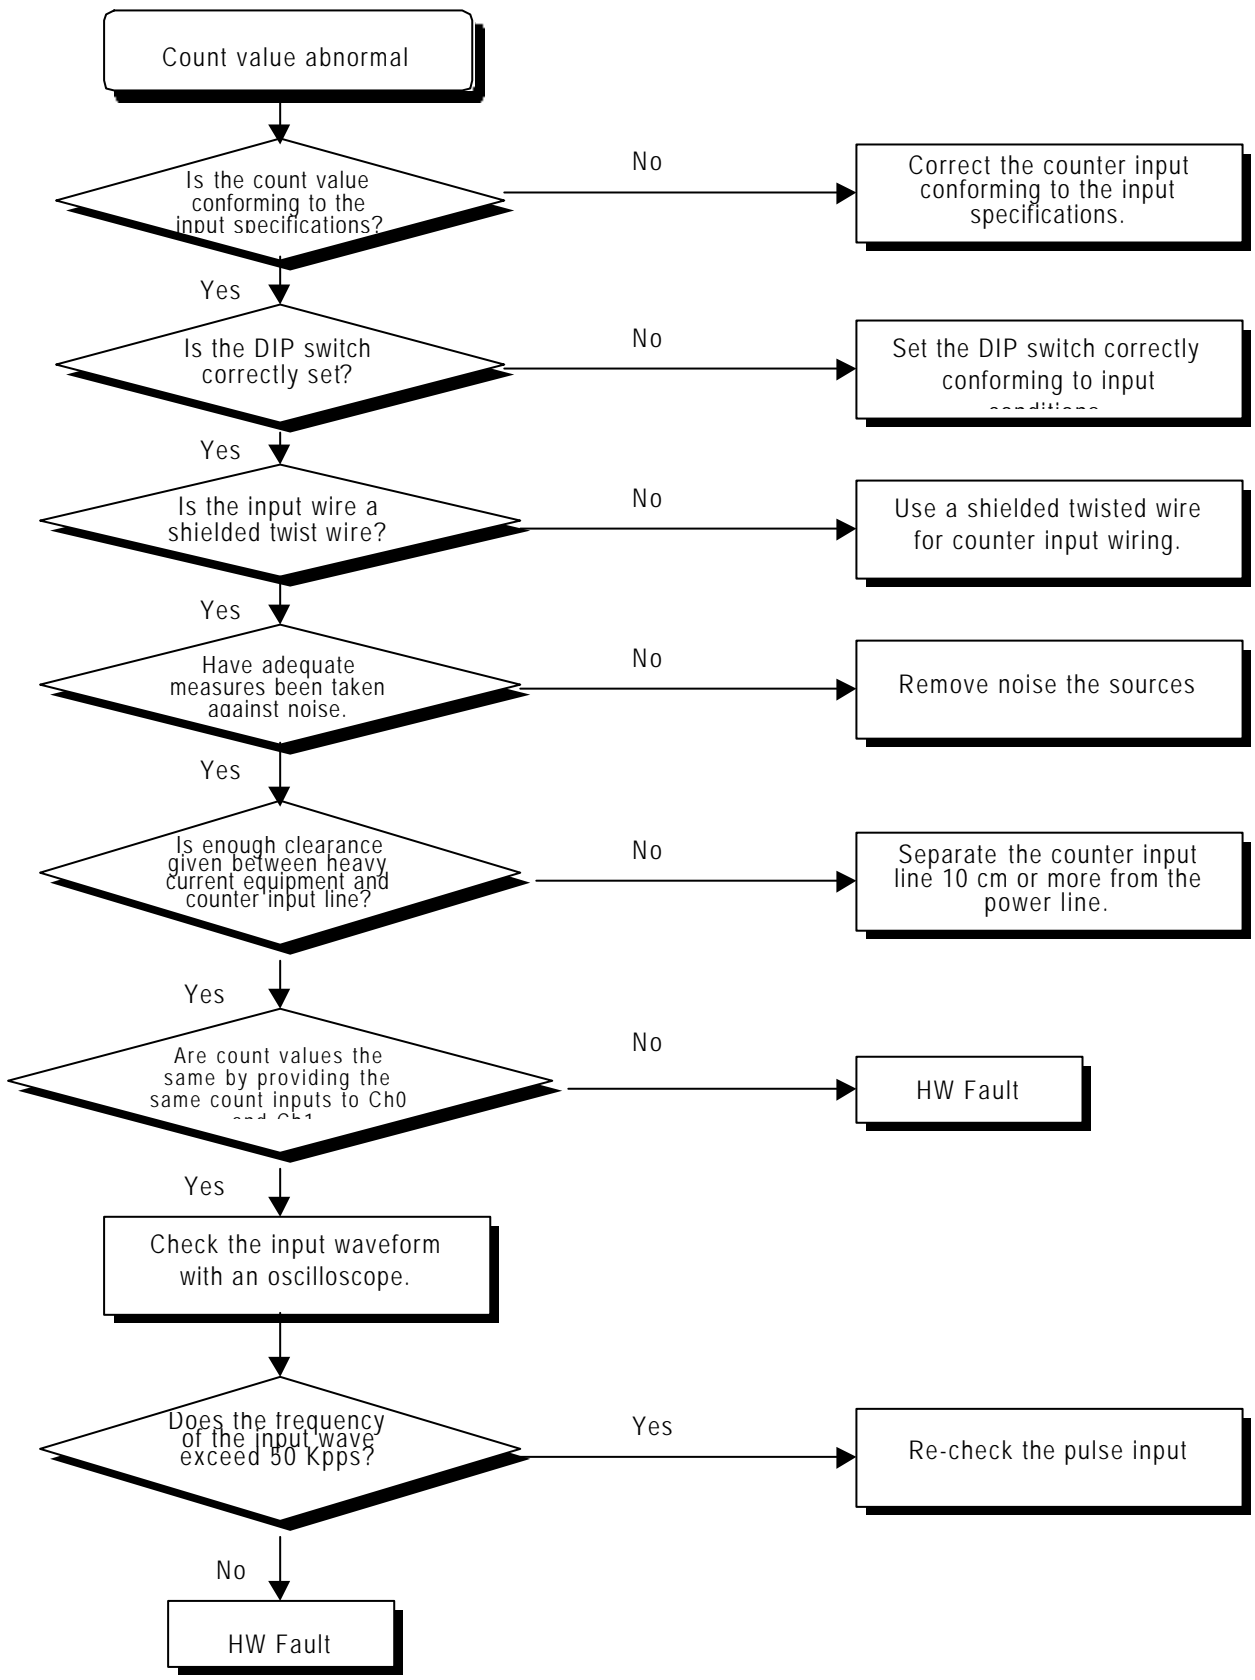 Count value abnormal
Is the count value
conforming to the
input specifications?
No
Correct the counter input
conforming to the input
specifications.
Yes
Is the DIP switch
correctly set?
No
Set the DIP switch correctly
conforming to input
conditions
Yes
Is the input wire a
shielded twist wire?
No
Use a shielded twisted wire
for counter input wiring.
Yes
Have adequate
measures been taken
against noise.
No
Remove noise the sources
Yes
Is enough clearance
given between heavy
current equipment and
counter input line?
No
Separate the counter input
line 10 cm or more from the
power line.
Yes
Are count values the
same by providing the
same count inputs to Ch0
and Ch1
No
HW Fault
Yes
Check the input waveform
with an oscilloscope.
Does the frequency
of the input wave
exceed 50 Kpps?
Yes
Re-check the pulse input
No
HW Fault